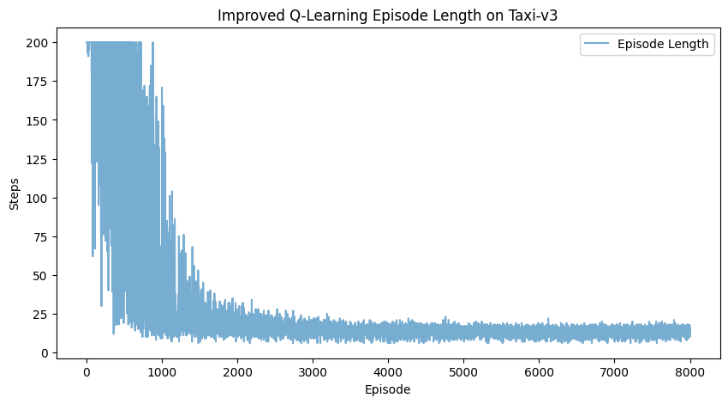 Improved Q-Learning Episode Length on Taxi-v3
Episode Length
200
175
150
125
100
75
50
25
0
Steps
0 1000 2000 3000 4000 5000 6000 7000 8000
Episode